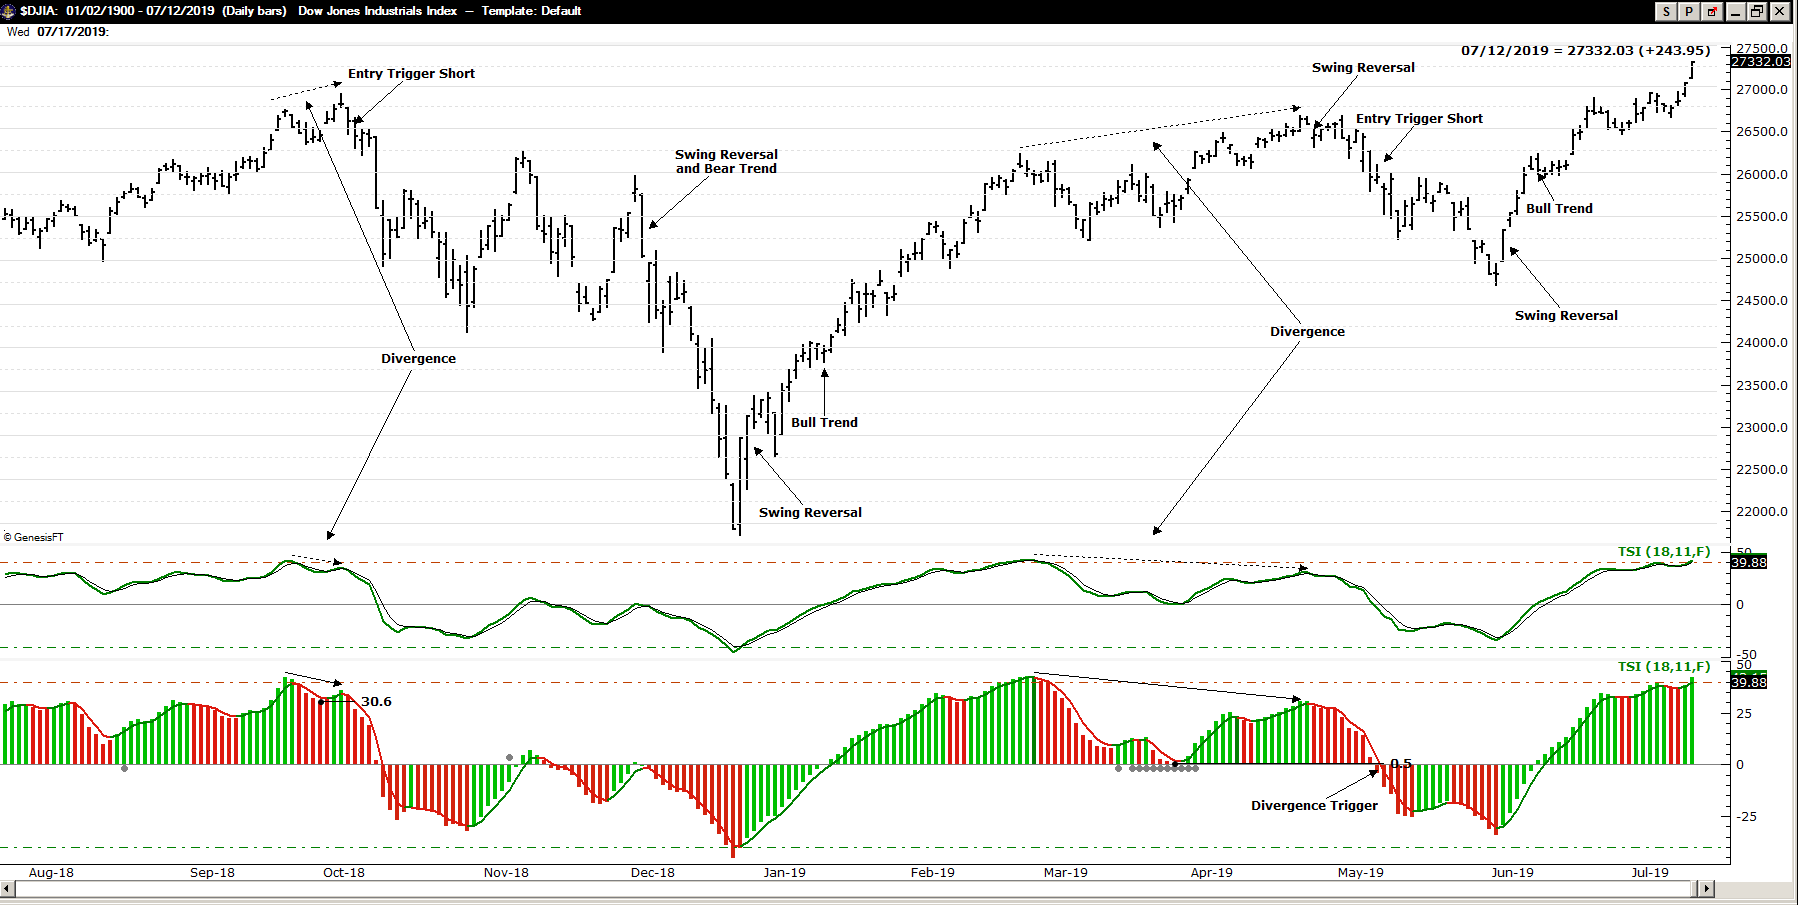 $DJIA:  01/02/1900 - 07/12/2019  (Daily bars)   Dow Jones Industrials Index  –  Template: Default
S P
Wed  07/17/2019:
07/12/2019 = 27332.03 (+243.95)
27500.0
27332.03
27000.0
26500.0
26000.0
25500.0
25000.0
24500.0
24000.0
23500.0
23000.0
22500.0
22000.0
Entry Trigger Short
Swing Reversal
and Bear Trend
Swing Reversal
Entry Trigger Short
Bull Trend
Swing Reversal
Divergence
Divergence
Bull Trend
Swing Reversal
© GenesisFT
TSI (18,11,F)
50
39.88
0
-50
TSI (18,11,F)
50
39.88
25
0
-25
30.6
0.5
Divergence Trigger
Aug-18 Sep-18 Oct-18 Nov-18 Dec-18 Jan-19 Feb-19 Mar-19 Apr-19 May-19 Jun-19 Jul-19